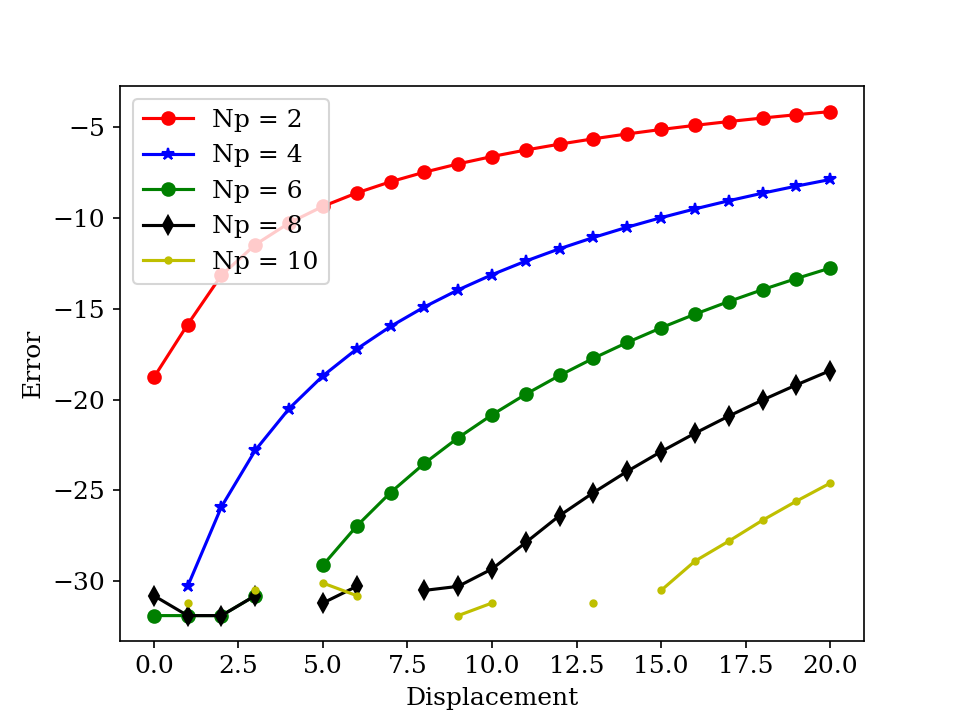 Np = 2
Np = 4
Np = 6
Np = 8
Np = 10
Error
−5
−10
−15
−20
−25
−30
0.0 2.5 5.0 7.5 10.0 12.5 15.0 17.5 20.0
Displacement